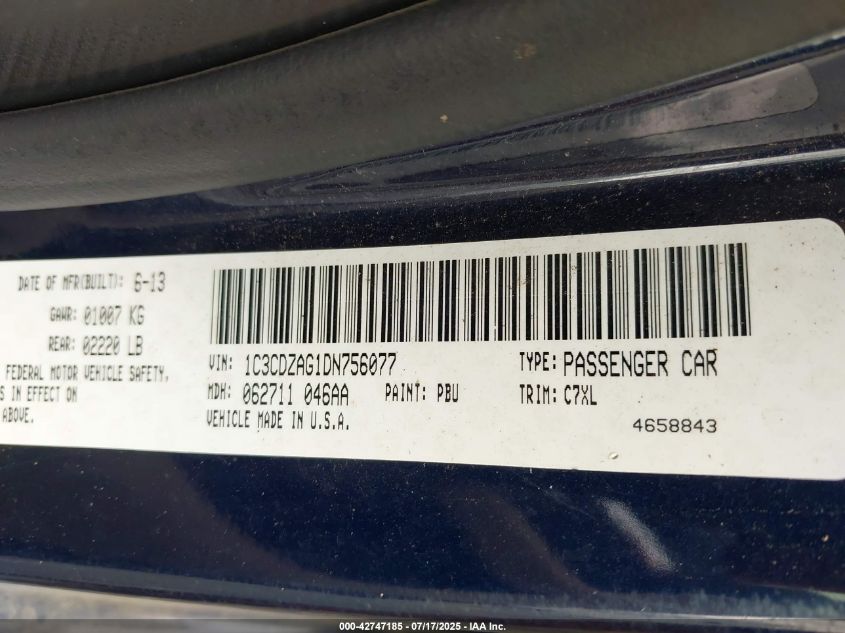 DATE OF MFR(BUILT): 6-13
GAWR: 01007 KG
REAR: 02220 LB
FEDERAL MOTOR VEHICLE SAFETY,
S IN EFFECT ON
ABOVE.
VIN: 1C3CDZAG1DN756077
TYPE: PASSENGER CAR
MDH: 062711 046AA
PAINT: PBU
TRIM: C7XL
VEHICLE MADE IN U.S.A.
4658843
000-42747185 - 07/17/2025 - IAA Inc.